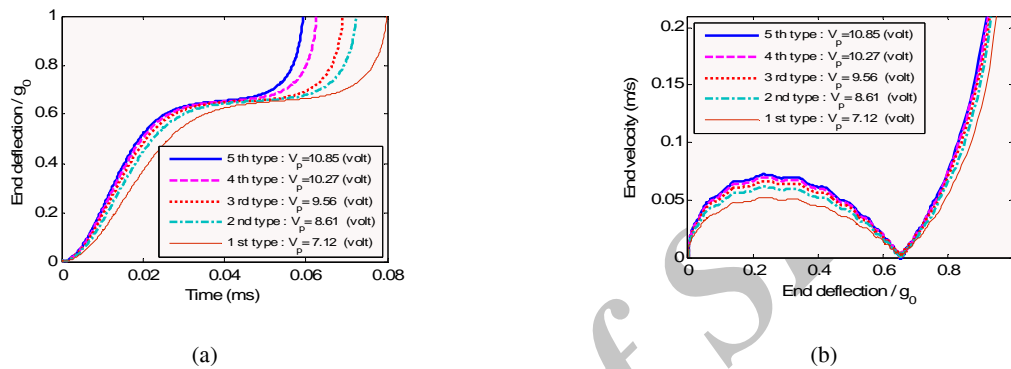 1
0.8
0.6
0.4
0.2
0
End deflection / g0
5 th type : Vp=10.85 (volt)
4 th type : Vp=10.27 (volt)
3 rd type : Vp= 9.56 (volt)
2 nd type : Vp= 8.61 (volt)
1 st type : Vp= 7.12 (volt)
0 0.02 0.04 0.06 0.08
Time (ms)
(a)
0.2
0.15
0.1
0.05
0
End velocity (m/s)
5 th type : Vp=10.85 (volt)
4 th type : Vp=10.27 (volt)
3 rd type : Vp= 9.56 (volt)
2 nd type : Vp= 8.61 (volt)
1 st type : Vp=7.12 (volt)
0 0.2 0.4 0.6 0.8
End deflection / g0
(b)